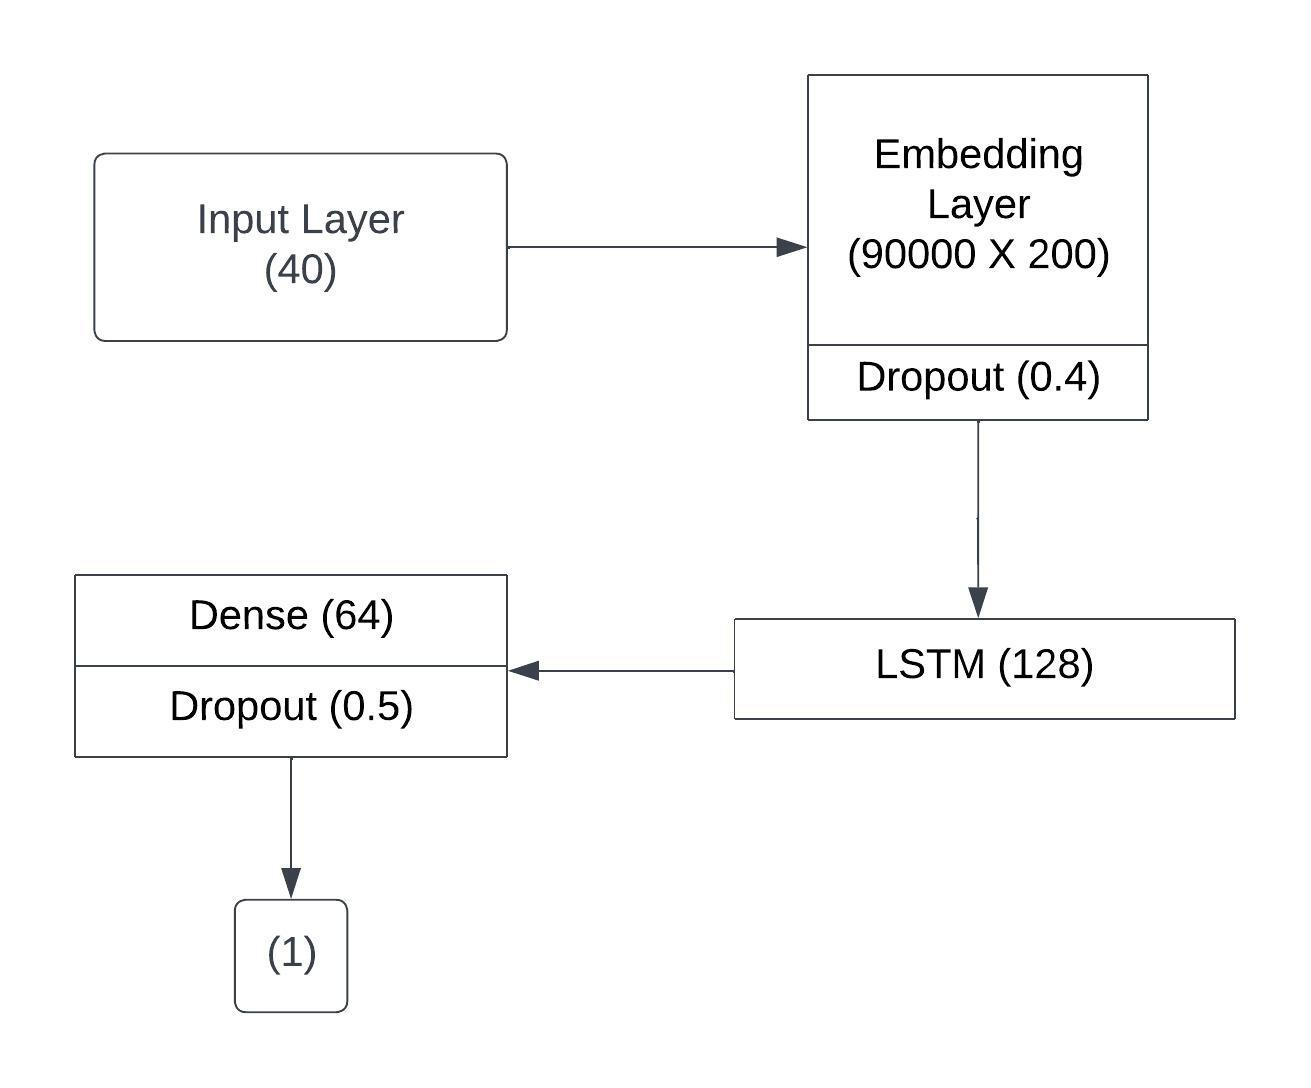 Input Layer
(40)
Embedding
Layer
(90000 X 200)
Dropout (0.4)
LSTM (128)
Dense (64)
Dropout (0.5)
(1)